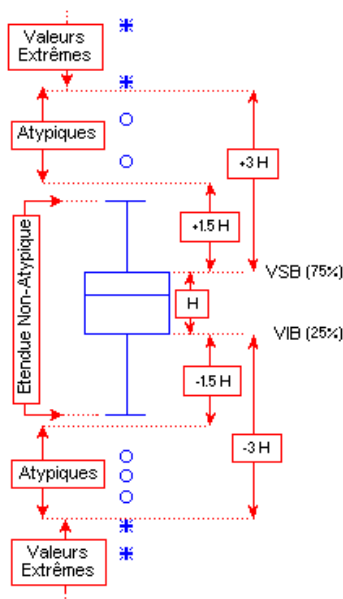 Valeurs
Extrêmes
Atypiques
+3 H
+1.5 H
Etendue Non-Atypique
VSB (75%)
H
VIB (25%)
-1.5 H
-3 H
Atypiques
Valeurs
Extrêmes